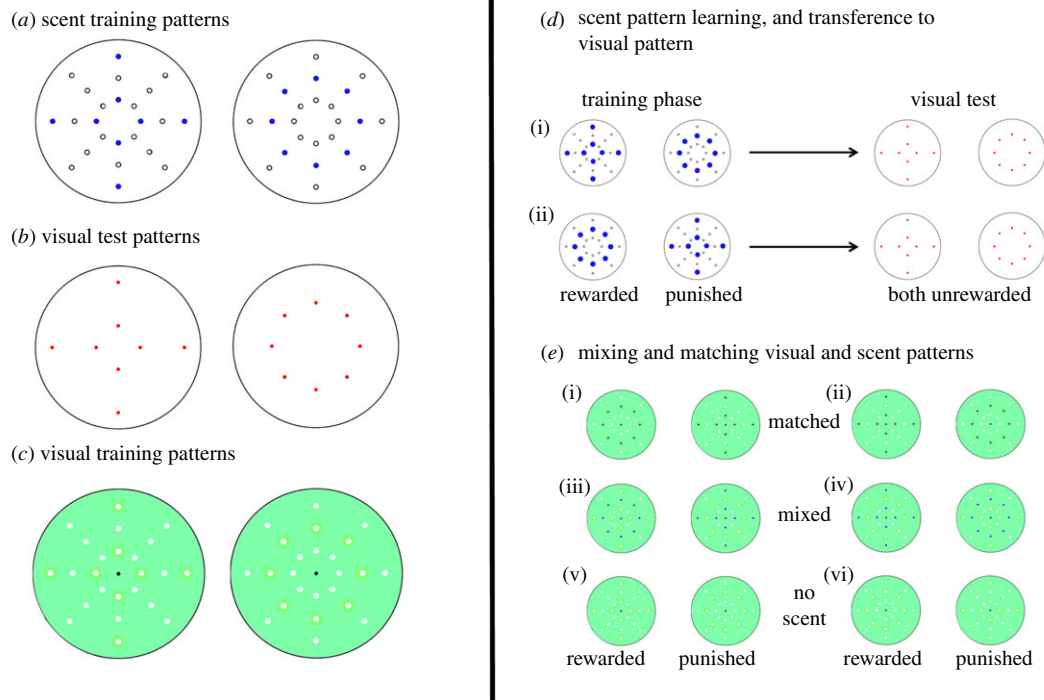 (a) scent training patterns
(b) visual test patterns
(c) visual training patterns
(d) scent pattern learning, and transference to
visual pattern
training phase visual test
(i)
(ii)
rewarded punished both unrewarded
(e) mixing and matching visual and scent patterns
(i) matched (ii)
(iii) mixed (iv)
(v) no (vi)
scent
rewarded punished rewarded punished